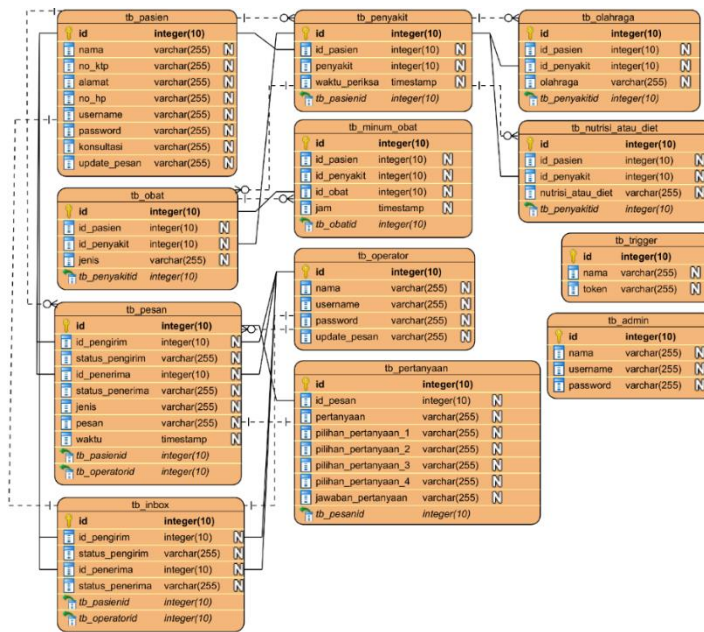 tb_pasien
id integer(10)
nama varchar(255) N
no_ktp varchar(255) N
alamat varchar(255) N
no_hp varchar(255) N
username varchar(255) N
password varchar(255) N
konsultasi varchar(255) N
update_pesan varchar(255) N
tb_penyakit
id integer(10)
id_pasien integer(10) N
penyakit integer(10) N
waktu_periksa timestamp N
tb_pasienid integer(10)
tb_olahraga
id integer(10)
id_pasien integer(10) N
id_penyakit integer(10) N
olahraga varchar(255) N
tb_penyakitid integer(10)
tb_minum_obat
id integer(10)
id_pasien integer(10) N
id_penyakit integer(10) N
id_obat integer(10) N
jam timestamp N
tb_obatid integer(10)
tb_nutrisi_atau_diet
id integer(10)
id_pasien integer(10) N
id_penyakit integer(10) N
nutrisi_atau_diet varchar(255) N
tb_penyakitid integer(10)
tb_obat
id integer(10)
id_pasien integer(10) N
id_penyakit integer(10) N
jenis varchar(255) N
tb_penyakitid integer(10)
tb_operator
id integer(10)
nama varchar(255) N
username varchar(255) N
password varchar(255) N
update_pesan varchar(255) N
tb_trigger
id integer(10)
nama varchar(255) N
token varchar(255) N
tb_pesan
id integer(10)
id_pengirim integer(10) N
status_pengirim varchar(255) N
id_penerima integer(10) N
status_penerima varchar(255) N
jenis varchar(255) N
pesan varchar(255) N
waktu timestamp N
tb_pasienid integer(10)
tb_operatorid integer(10)
tb_admin
id integer(10)
nama varchar(255) N
username varchar(255) N
password varchar(255) N
tb_pertanyaan
id integer(10)
id_pesan integer(10) N
pertanyaan varchar(255) N
pilihan_pertanyaan_1 varchar(255) N
pilihan_pertanyaan_2 varchar(255) N
pilihan_pertanyaan_3 varchar(255) N
pilihan_pertanyaan_4 varchar(255) N
jawaban_pertanyaan varchar(255) N
tb_pesanid integer(10)
tb_inbox
id integer(10)
id_pengirim integer(10) N
status_pengirim varchar(255) N
id_penerima integer(10) N
status_penerima varchar(255) N
tb_pasienid integer(10)
tb_operatorid integer(10)